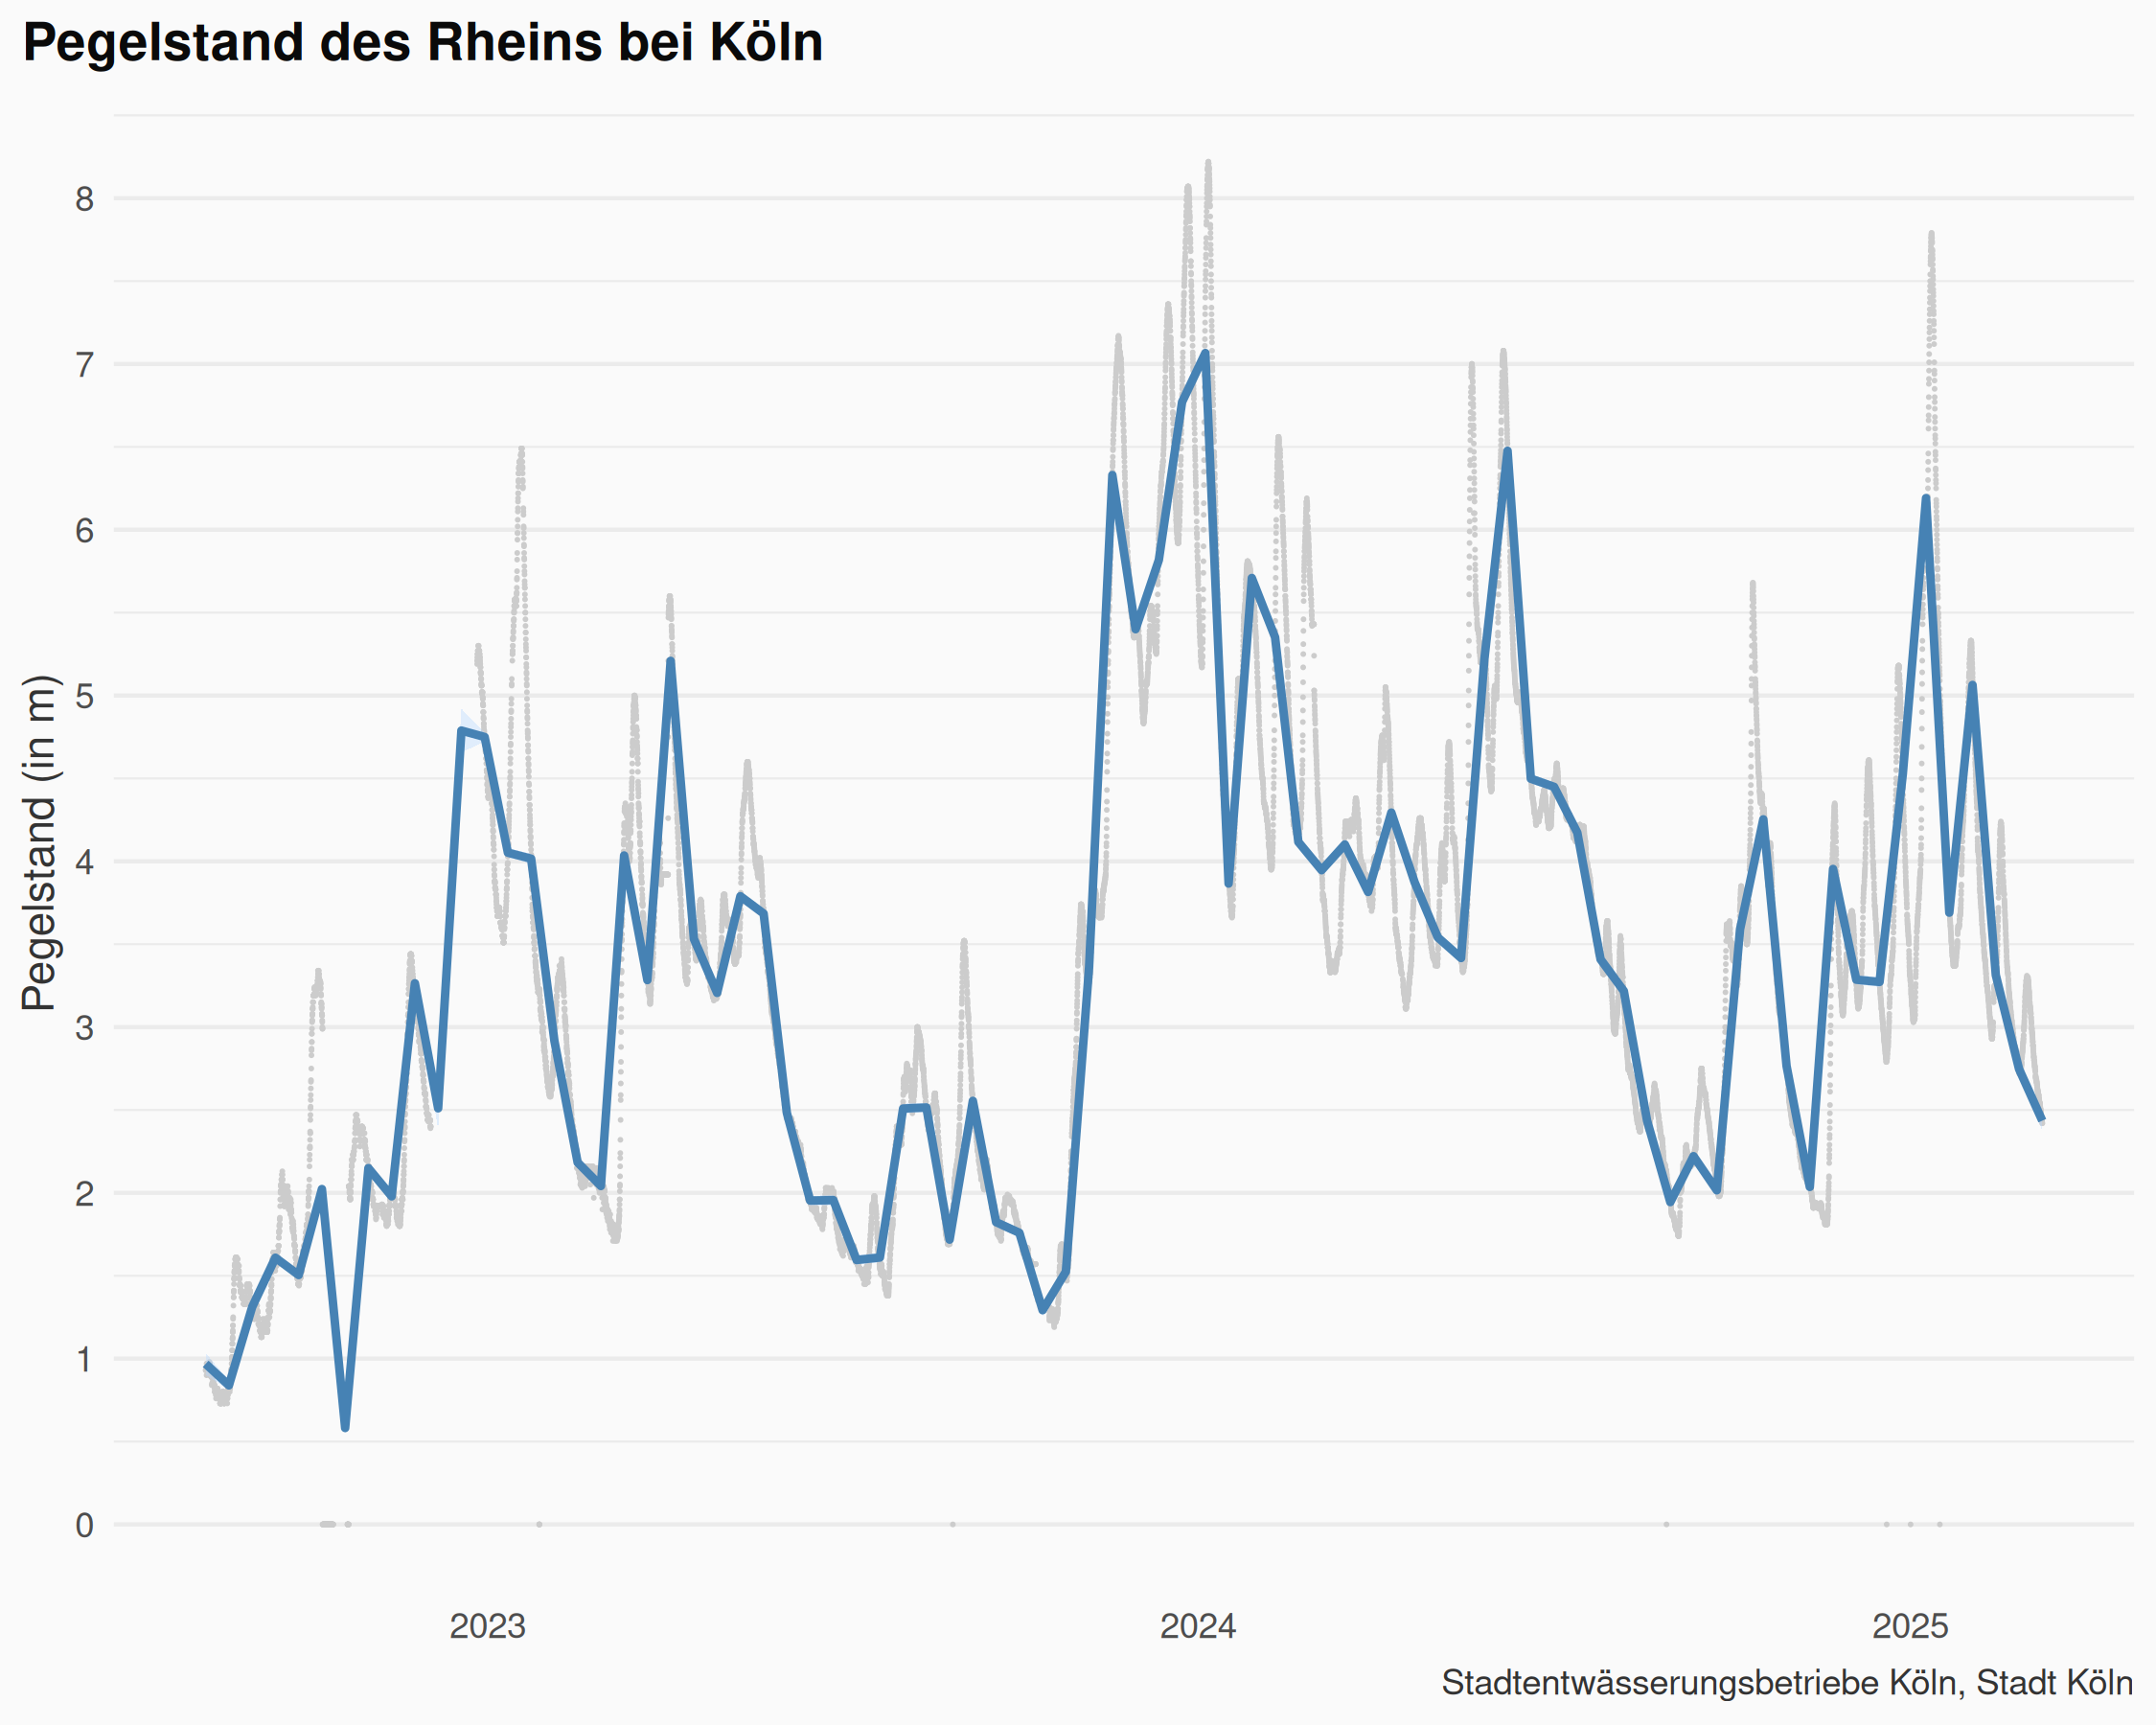 Pegelstand des Rheins bei Köln
Pegelstand (in m)
8
7
6
5
4
3
2
1
0
2023 2024 2025
Stadtentwässerungsbetriebe Köln, Stadt Köln